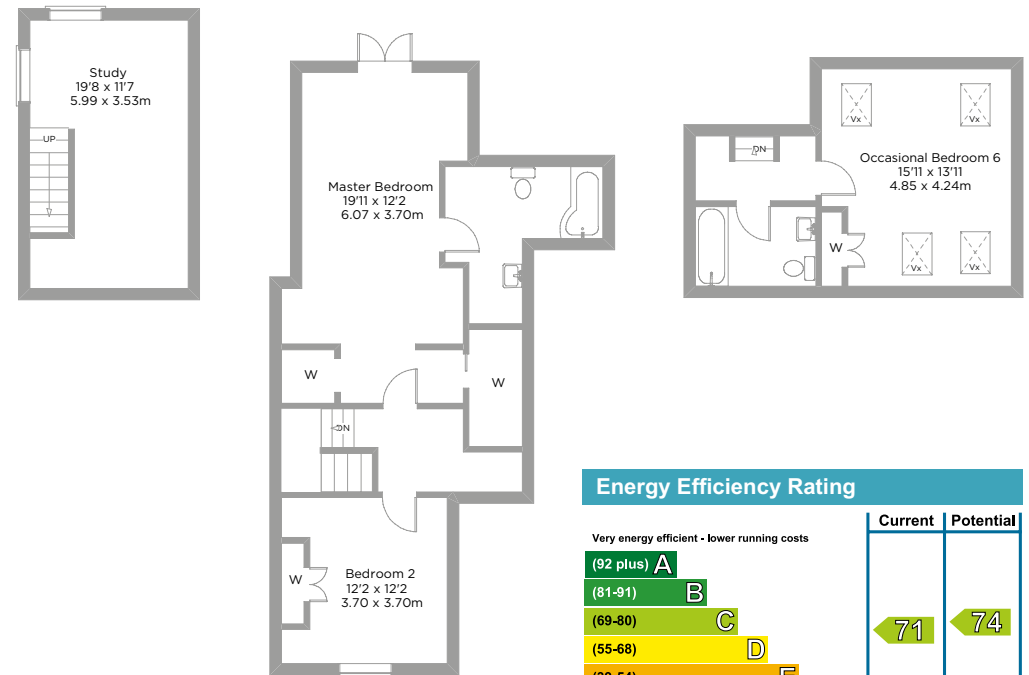 Study
19'8 x 11'7
5.99 x 3.53m
UP
Master Bedroom
19'11 x 12'2
6.07 x 3.70m
W
W
DN
W
Bedroom 2
12'2 x 12'2
3.70 x 3.70m
Vx
Vx
DN
Occasional Bedroom 6
15'11 x 13'11
4.85 x 4.24m
W
Vx
Vx
Energy Efficiency Rating
Current Potential
Very energy efficient - lower running costs
(92 plus) A
(81-91) B
(69-80) C
71 74
(55-68) D